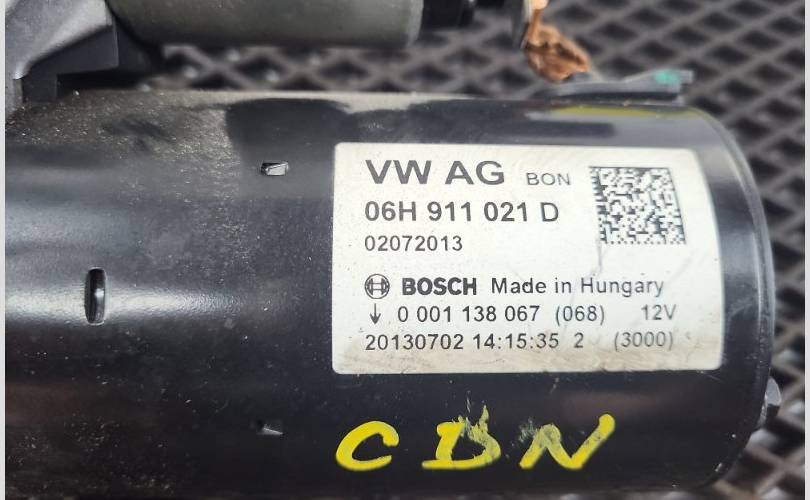 VW AG BON
06H 911 021 D
02072013
BOSCH Made in Hungary
↓ 0 001 138 067 (068) 12V
20130702 14:15:35 2 (3000)
CDN